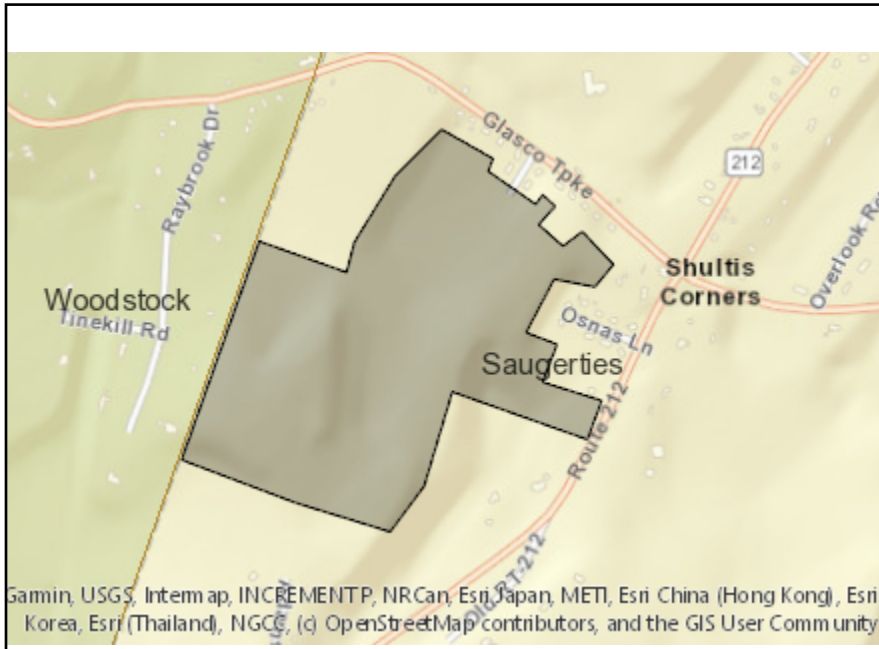 Glasco Tpke
Raybrook Dr
212
Overlook Rd
Shultis
Corners
Woodstock
Tinekill Rd
Osnas Ln
Saugerties
Route 212
Old RT-212
Garmin, USGS, Intermap, INCREMENT P, NRCan, Esri Japan, METI, Esri China (Hong Kong), Esri
Korea, Esri (Thailand), NGCC, (c) OpenStreetMap contributors, and the GIS User Community